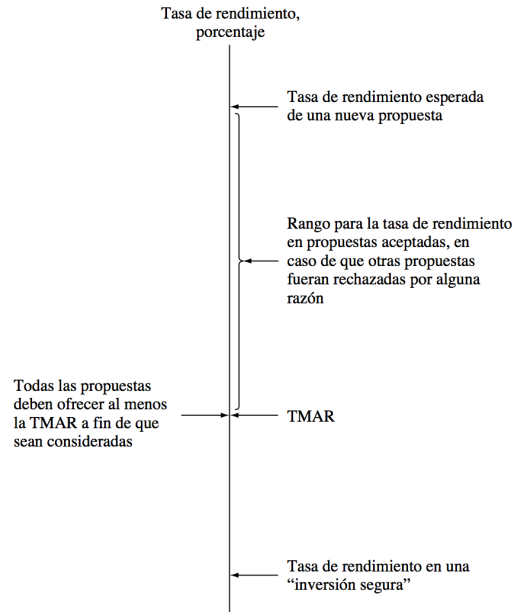 Tasa de rendimiento,
porcentaje
Tasa de rendimiento esperada
de una nueva propuesta
Rango para la tasa de rendimiento
en propuestas aceptadas, en
caso de que otras propuestas
fueran rechazadas por alguna
razón
Todas las propuestas
deben ofrecer al menos
la TMAR a fin de que
sean consideradas
TMAR
Tasa de rendimiento en una
“inversión segura”